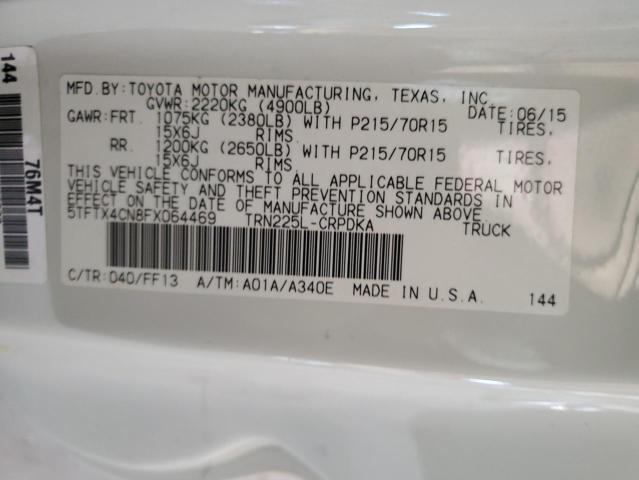 MFD.BY:TOYOTA MOTOR MANUFACTURING, TEXAS, INC
GVWR:2220KG (4900LB) DATE:06/15
GAWR:FRT. 1075KG (2380LB) WITH P215/70R15 TIRES,
15X6J RIMS
RR. 1200KG (2650LB) WITH P215/70R15 TIRES,
15X6J RIMS
THIS VEHICLE CONFORMS TO ALL APPLICABLE FEDERAL MOTOR
VEHICLE SAFETY AND THEFT PREVENTION STANDARDS IN
EFFECT ON THE DATE OF MANUFACTURE SHOWN ABOVE.
5TFTX4CN8FX064469 TRN225L-CRPDKA TRUCK
C/TR:040/FF13 A/TM:A01A/A340E MADE IN U.S.A. 144
144
76M4T